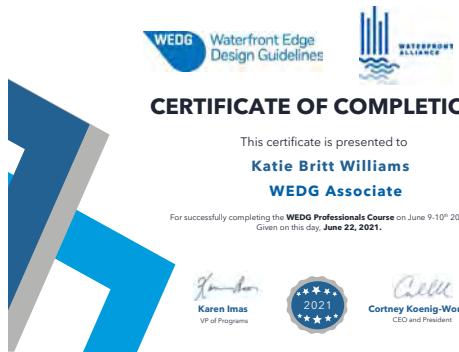 WEDG Waterfront Edge
Design Guidelines
WATERFRONT
ALLIANCE
CERTIFICATE OF COMPLETIO
This certificate is presented to
Katie Britt Williams
WEDG Associate
For successfully completing the WEDG Professionals Course on June 9-10th 20
Given on this day, June 22, 2021.
Karen Imas
VP of Programs
2021
Cortney Koenig-Wor
CEO and President